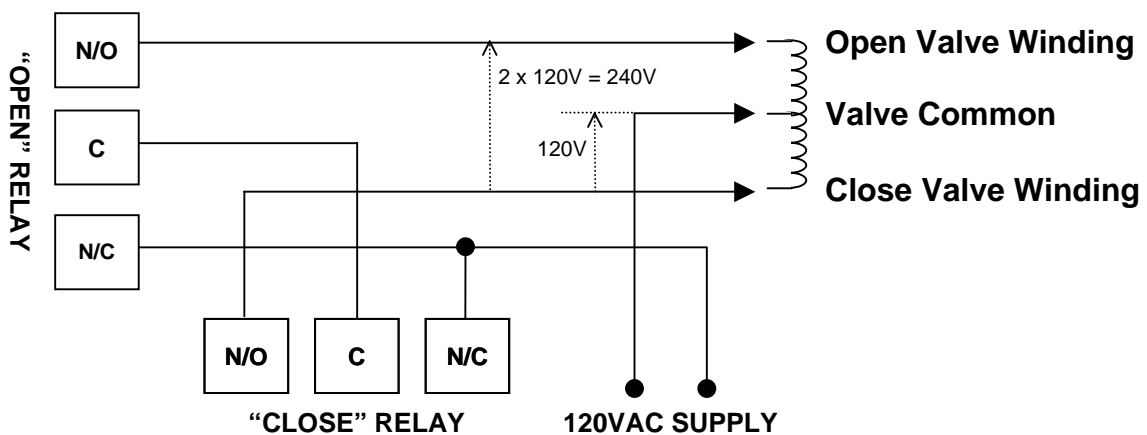 “OPEN” RELAY
N/O
Open Valve Winding
2 x 120V = 240V
C
Valve Common
120V
Close Valve Winding
N/C
N/O C N/C
“CLOSE” RELAY 120VAC SUPPLY